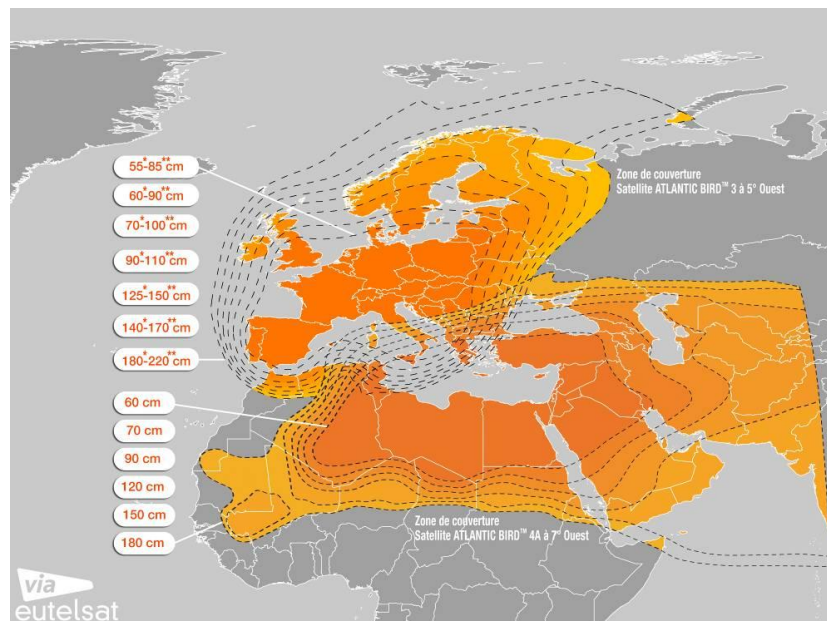 55*-85**cm
60*-90**cm
70*-100**cm
90*-110**cm
125*-150**cm
140*-170**cm
180*-220**cm
60 cm
70 cm
90 cm
120 cm
150 cm
180 cm
Zone de couverture
Satellite ATLANTIC BIRD™ 3 à 5° Ouest
Zone de couverture
Satellite ATLANTIC BIRD™ 4A à 7° Ouest
via
eutelsat